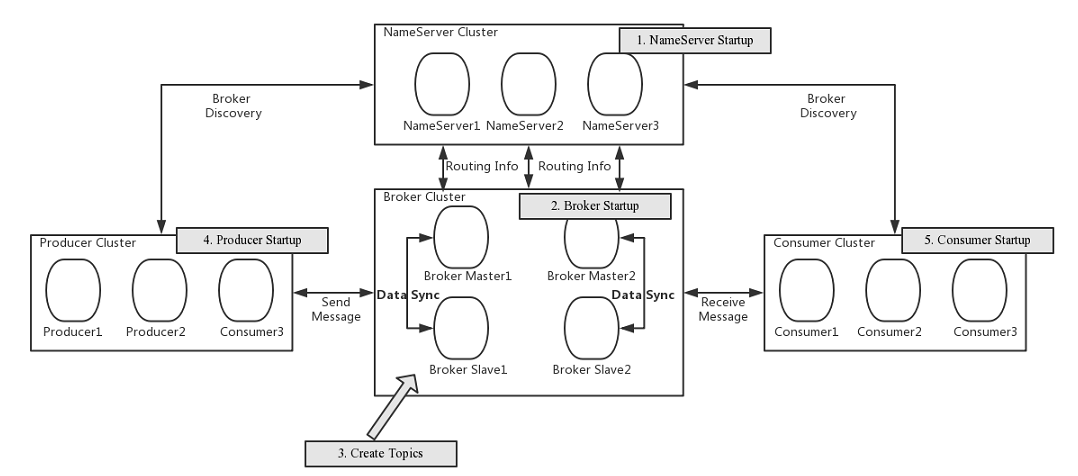 NameServer Cluster
1. NameServer Startup
NameServer1 NameServer2 NameServer3
Broker
Discovery
Broker
Discovery
Routing Info Routing Info
Broker Cluster
2. Broker Startup
Broker Master1 Broker Master2
Data Sync Data Sync
Broker Slave1 Broker Slave2
Producer Cluster
4. Producer Startup
Producer1 Producer2 Consumer3
Send
Message
Receive
Message
Consumer Cluster
5. Consumer Startup
Consumer1 Consumer2 Consumer3
3. Create Topics